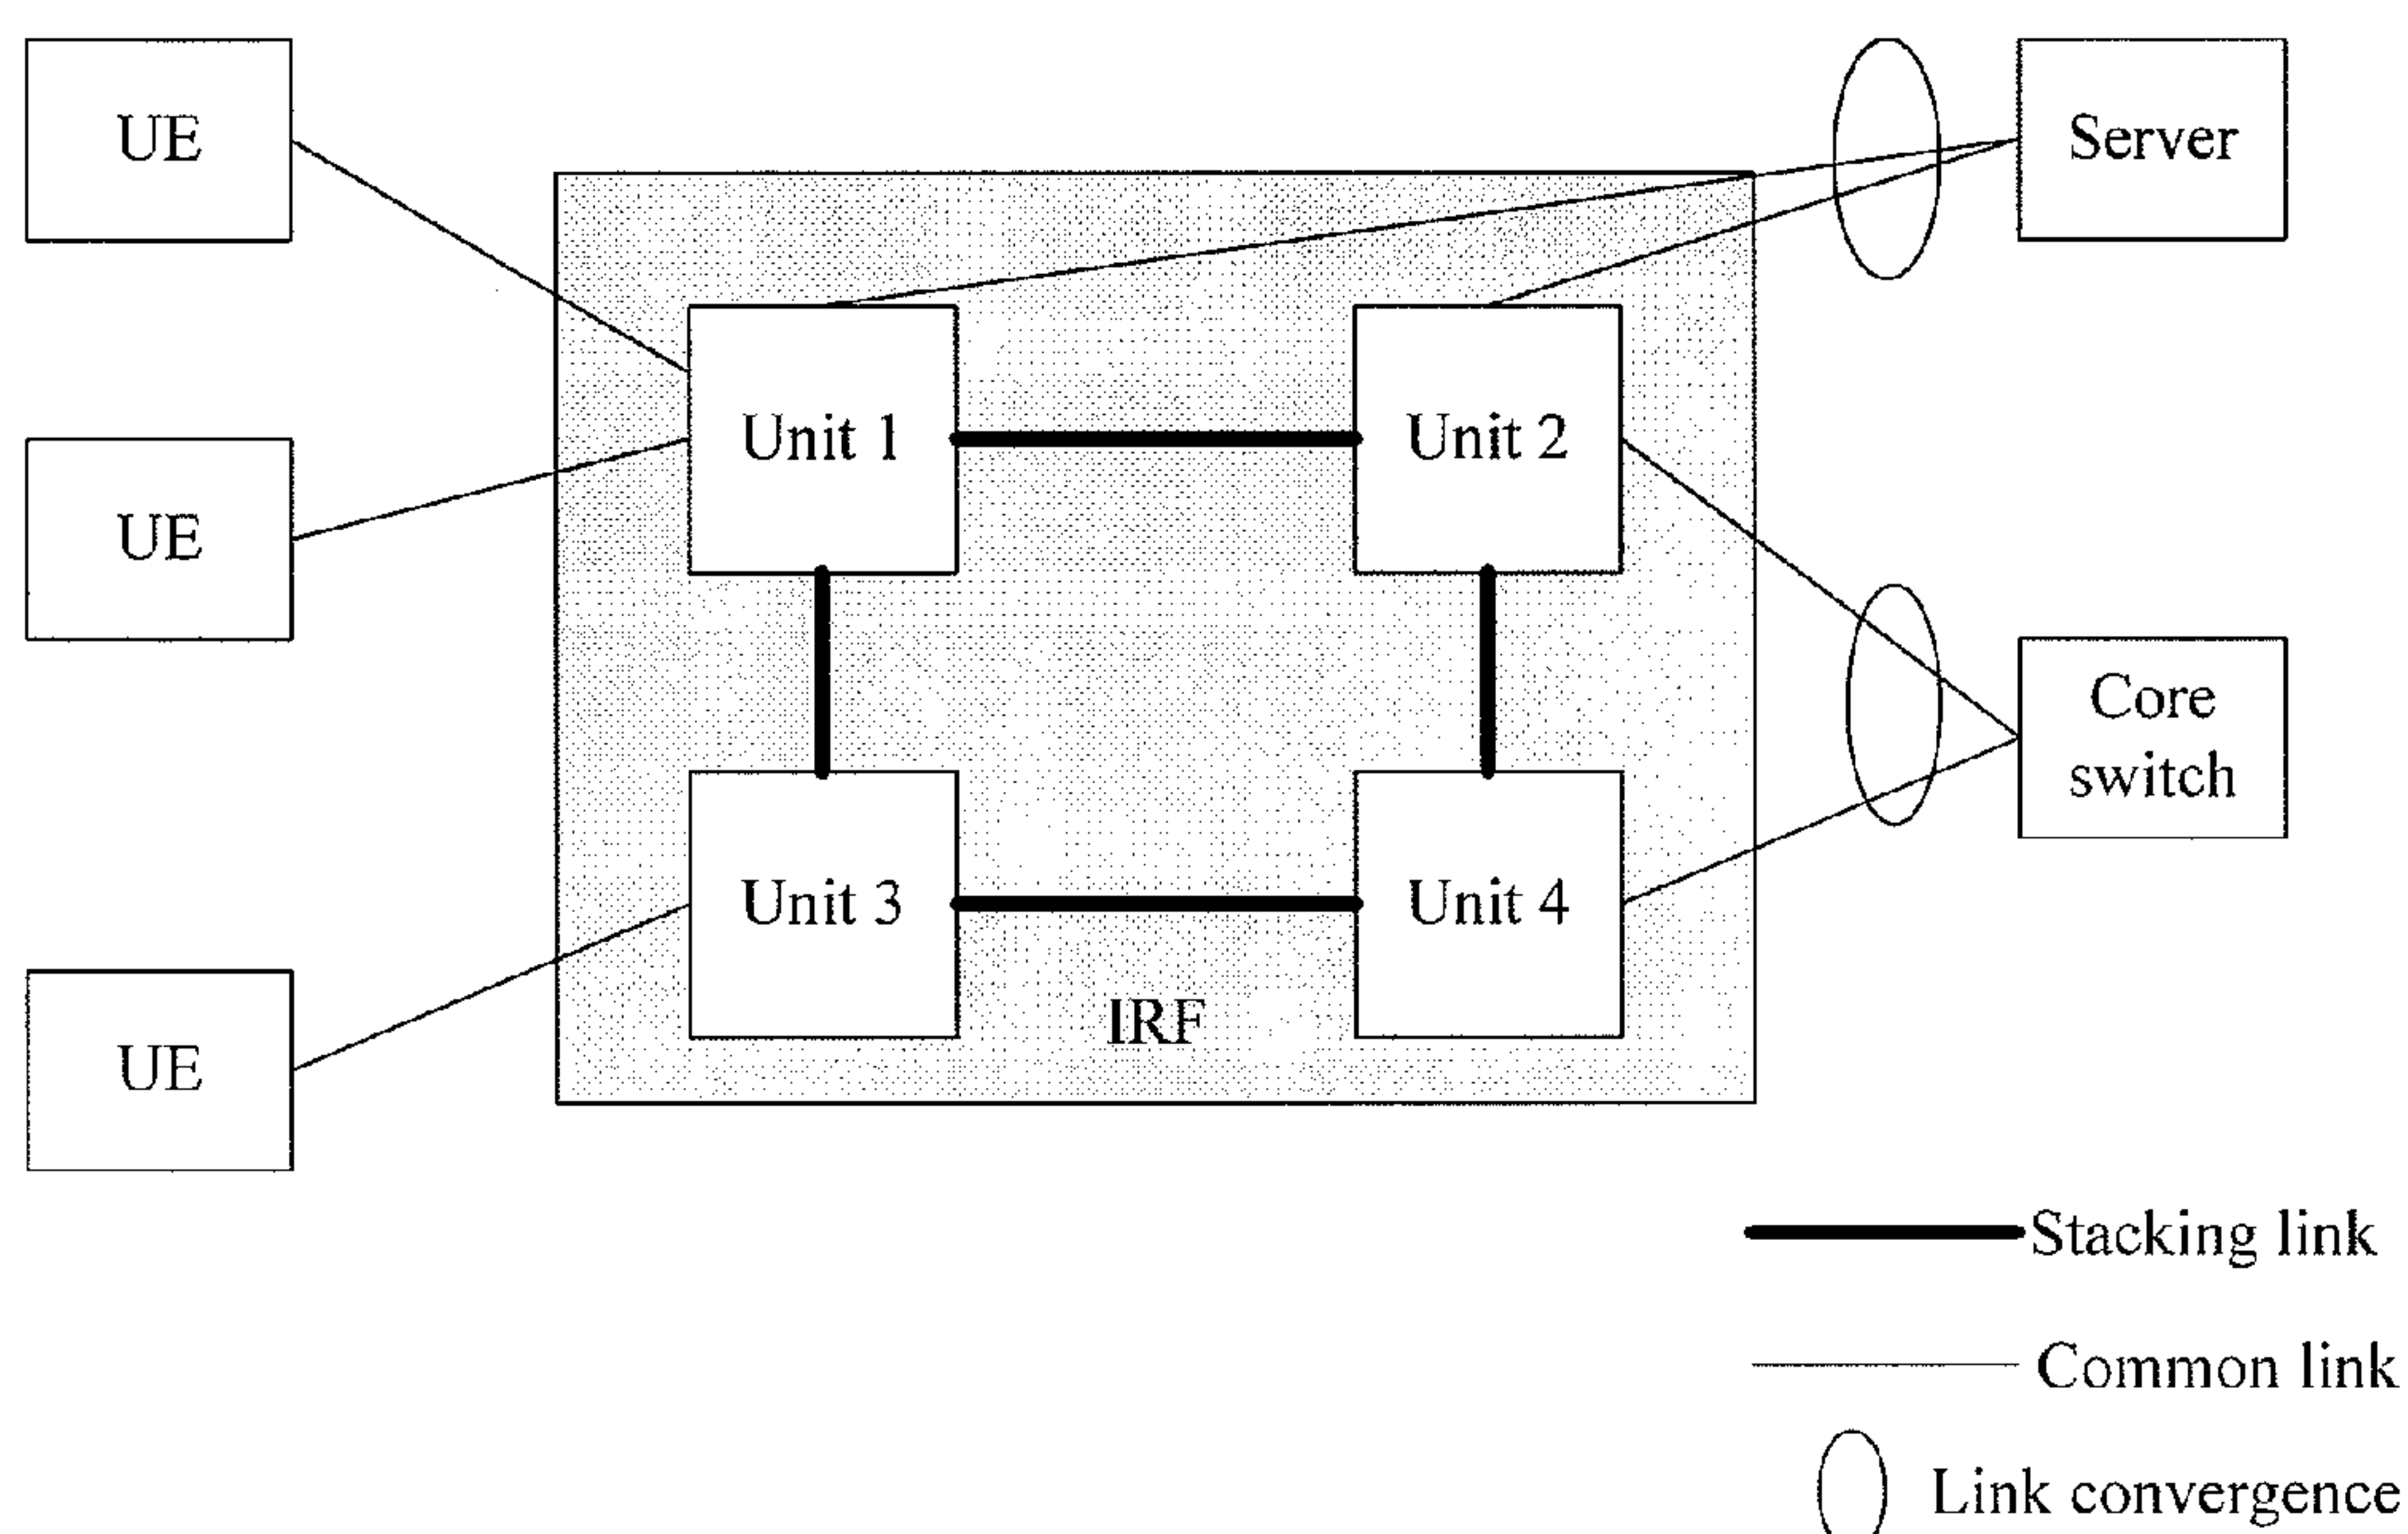 UE
Server
Unit 1
Unit 2
UE
Core
switch
Unit 3
Unit 4
IRF
UE
Stacking link
Common link
Link convergence